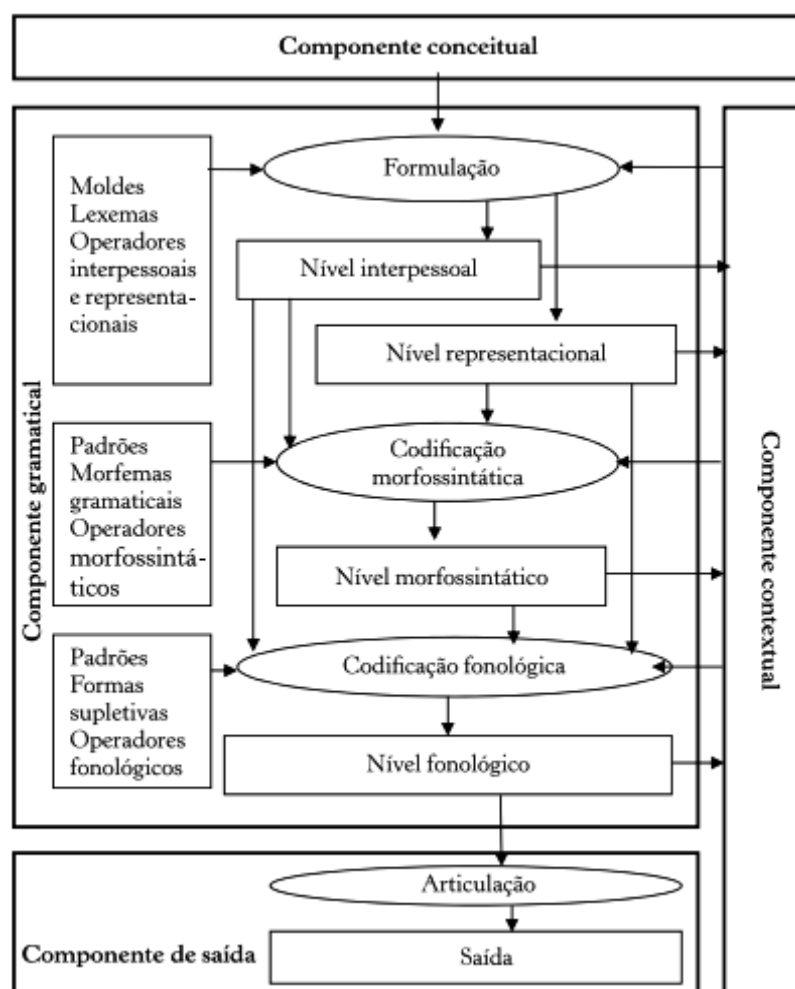 Componente conceitual
Componente gramatical
Formulação
Moldes
Lexemas
Operadores
interpessoais
e representa-
cionais
Nível interpessoal
Nível representacional
Padrões
Morfemas
gramaticais
Operadores
morfossintá-
ticos
Codificação
morfossintática
Nível morfossintático
Padrões
Formas
supletivas
Operadores
fonológicos
Codificação fonológica
Nível fonológico
Componente contextual
Componente de saída
Articulação
Saída